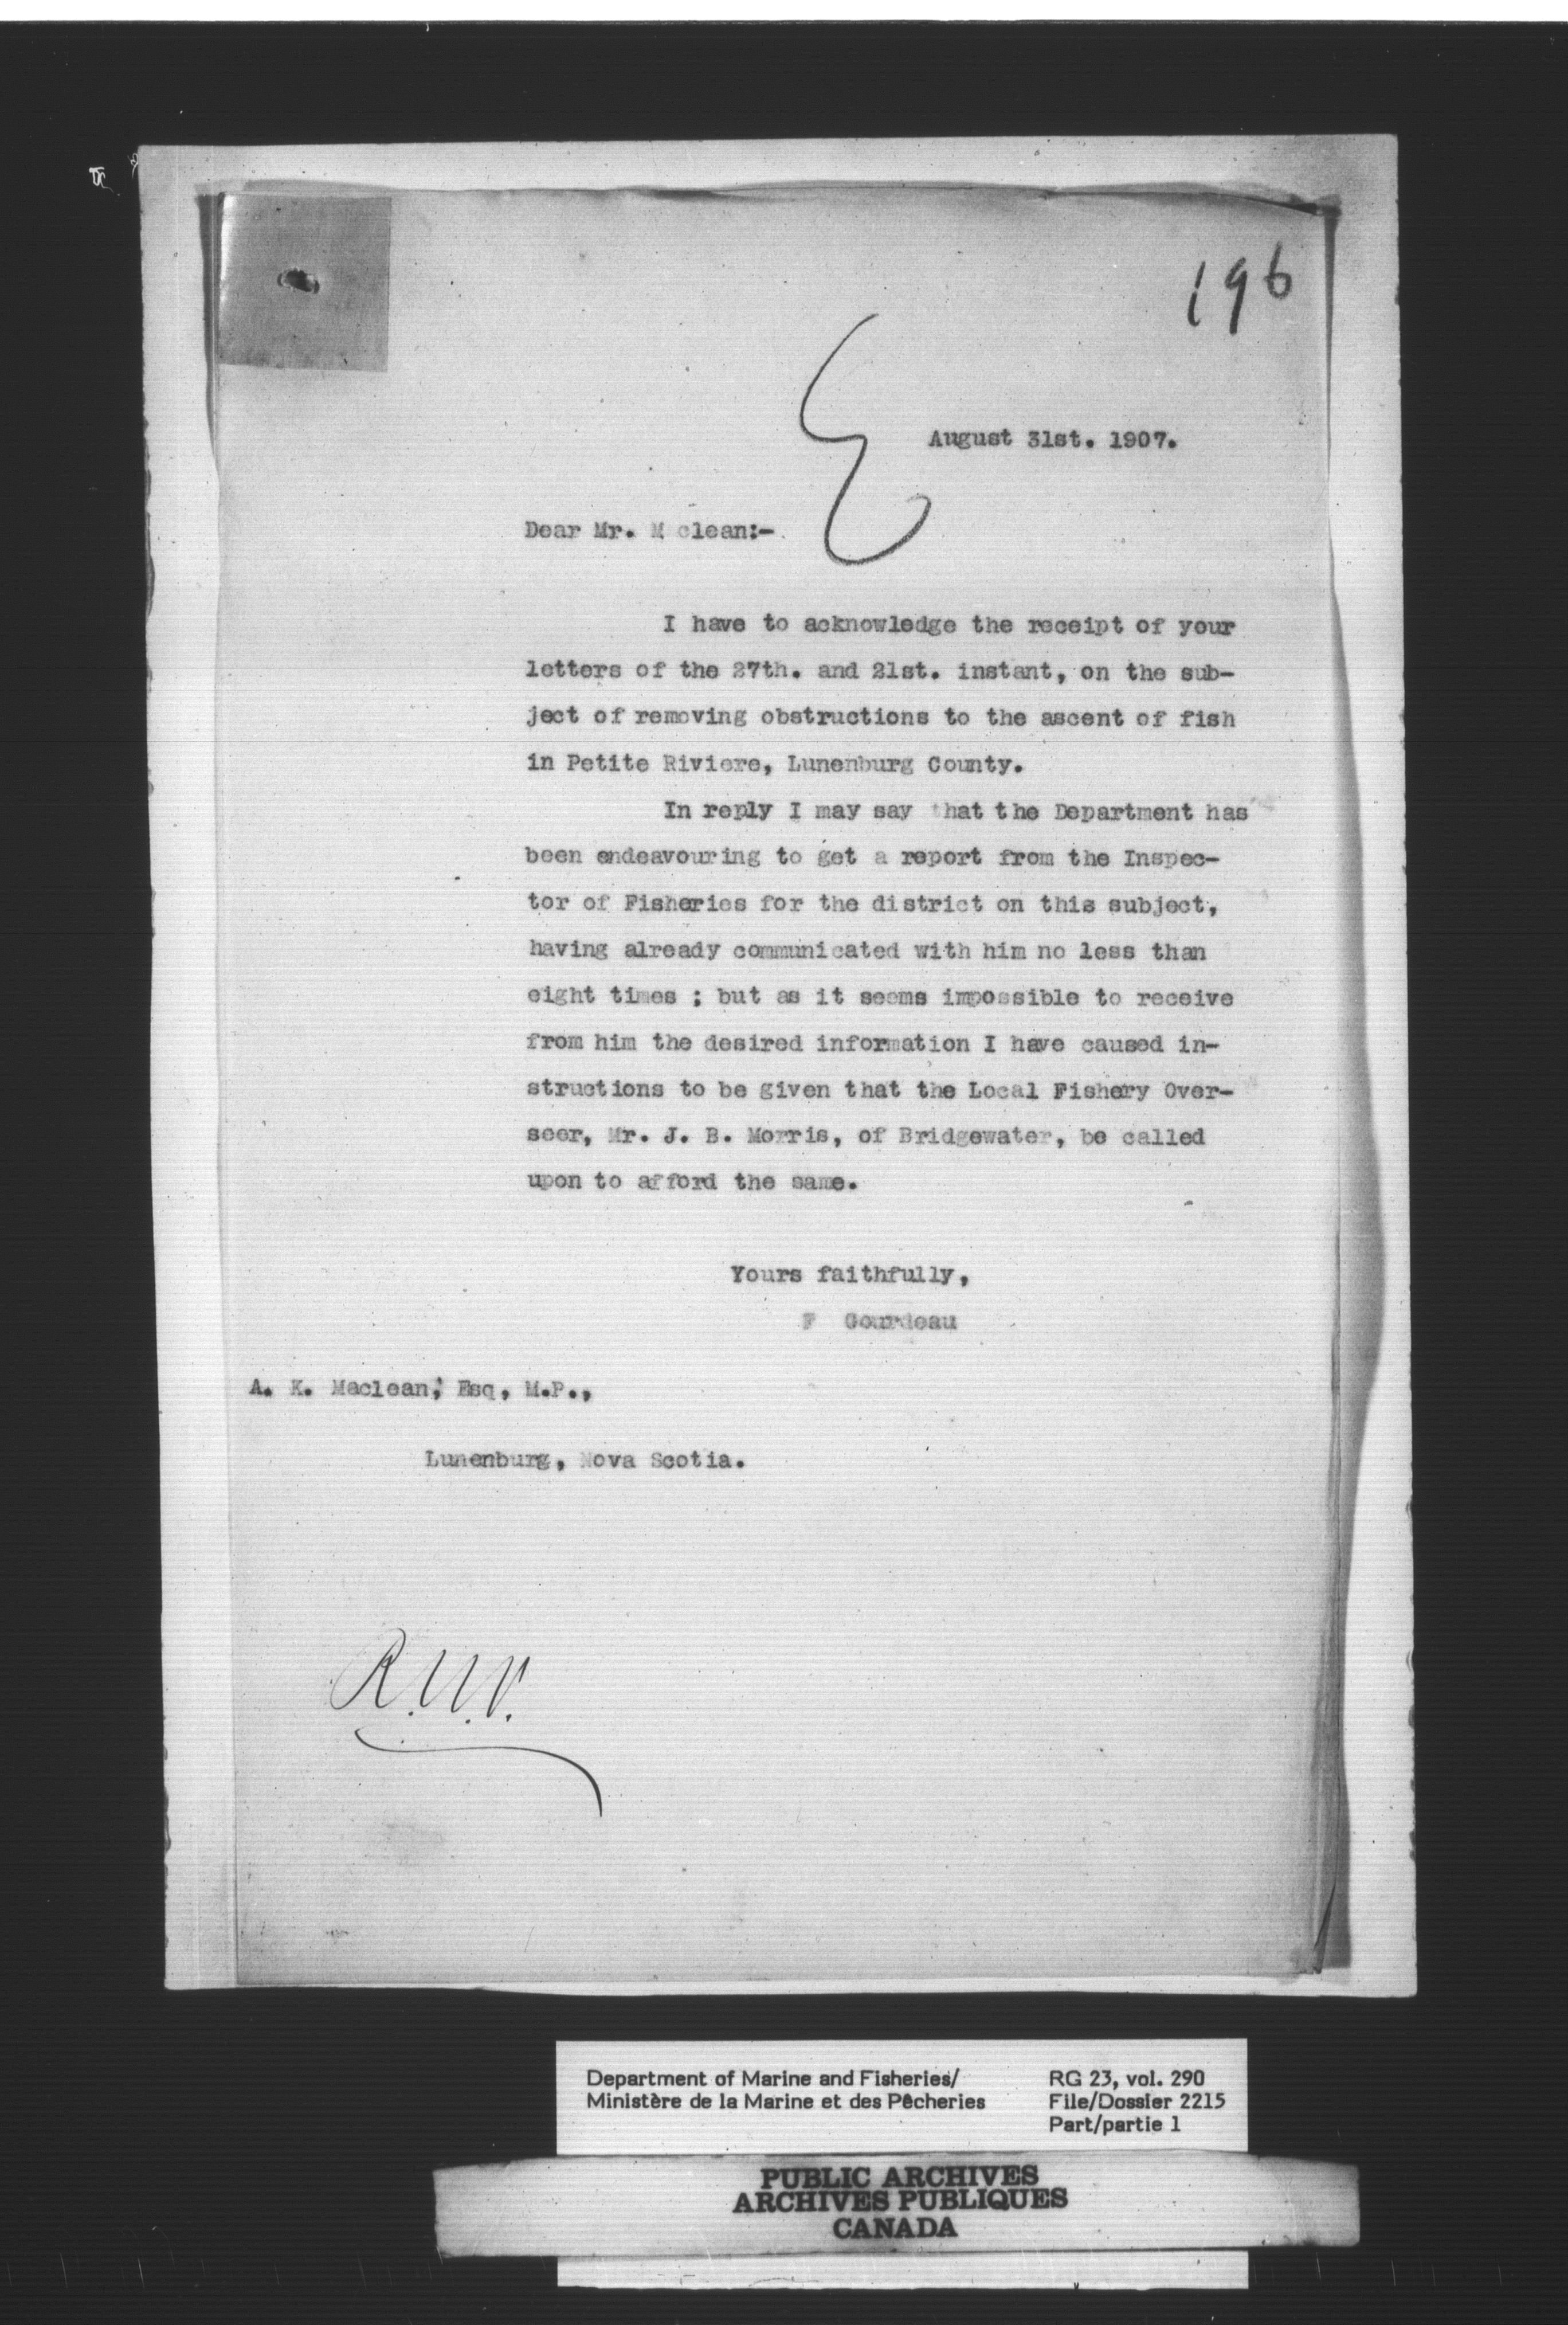 196
August 31st. 1907.
Dear Mr. M clean:-
I have to acknowledge the receipt of your
letters of the 27th. and 21st. instant, on the sub-
ject of removing obstructions to the ascent of fish
in Petite Riviere, Lunenburg County.
In reply I may say that the Department has
been endeavouring to get a report from the Inspec-
tor of Fisheries for the district on this subject,
having already communicated with him no less than
eight times ; but as it seems impossible to receive
from him the desired information I have caused in-
structions to be given that the Local Fishery Over-
seer, Mr. J. B. Morris, of Bridgewater, be called
upon to afford the same.
Yours faithfully,
F Gourdeau
A. K. Maclean, Esq, M.P.,
Lunenburg, Nova Scotia.
Department of Marine and Fisheries/
Ministère de la Marine et des Pêcheries
RG 23, vol. 290
File/Dossier 2215
Part/partie 1
PUBLIC ARCHIVES
ARCHIVES PUBLIQUES
CANADA